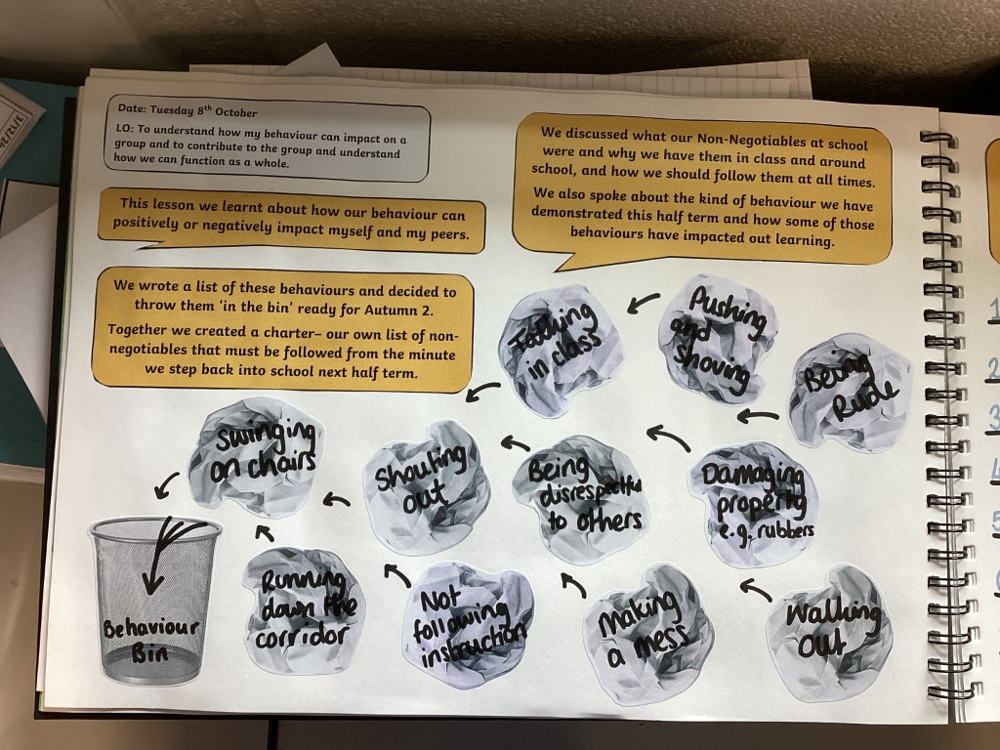 Date: Tuesday 8th October
LO: To understand how my behaviour can impact on a
group and to contribute to the group and understand
how we can function as a whole.
This lesson we learnt about how our behaviour can
positively or negatively impact myself and my peers.
We wrote a list of these behaviours and decided to
throw them ‘in the bin’ ready for Autumn 2.
Together we created a charter– our own list of non-
negotiables that must be followed from the minute
we step back into school next half term.
We discussed what our Non-Negotiables at school
were and why we have them in class and around
school, and how we should follow them at all times.
We also spoke about the kind of behaviour we have
demonstrated this half term and how some of those
behaviours have impacted out learning.
Talking
in class
Pushing
and
shoving
Being
Rude
Swinging
on chairs
Shouting
out
Being
disrespectful
to others
Damaging
property
e.g. rubbers
Running
down the
corridor
Not
following
instruction
Making
a mess
Walking
out
Behaviour
Bin
1
2
3
4
5